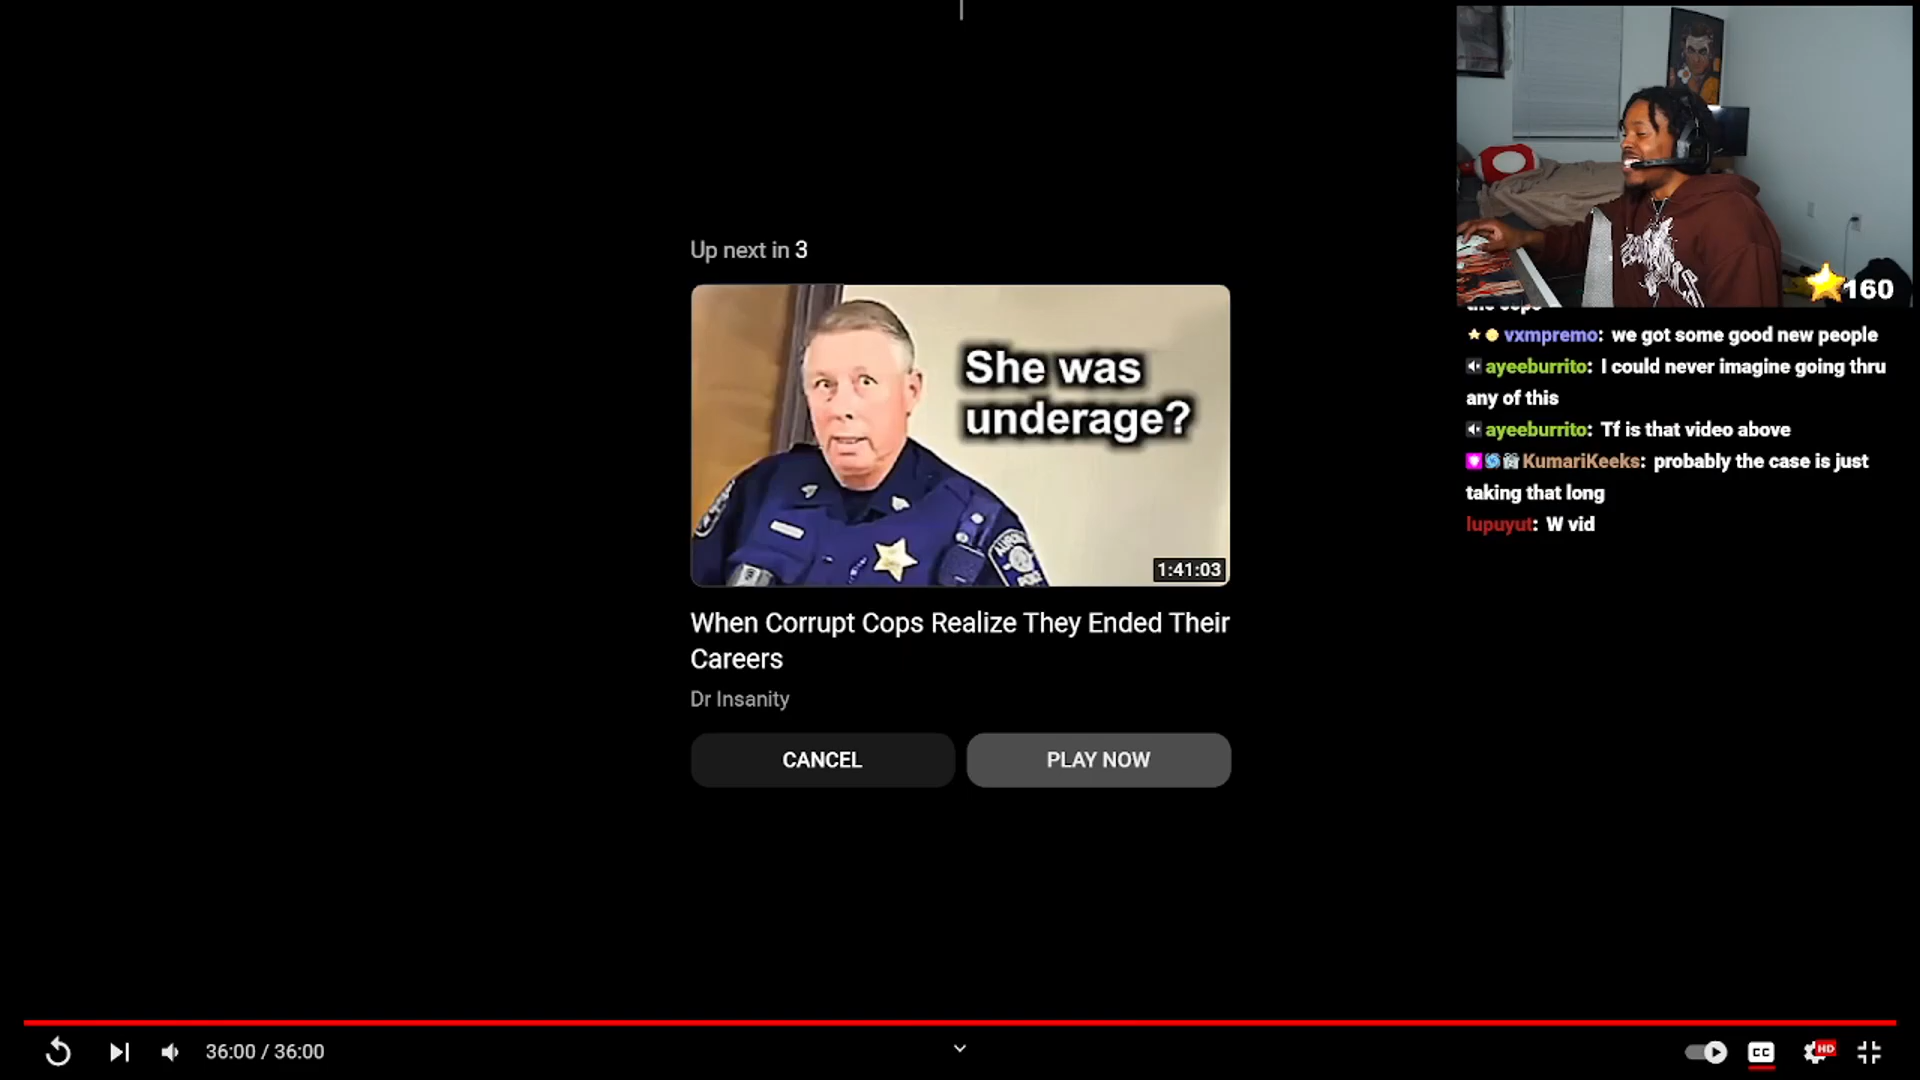 Up next in 3
She was
underage?
1:41:03
When Corrupt Cops Realize They Ended Their
Careers
Dr Insanity
CANCEL
PLAY NOW
36:00 / 36:00
CC
HD
160
vxmpremo: we got some good new people
ayeeburrito: I could never imagine going thru
any of this
ayeeburrito: Tf is that video above
KumariKeeks: probably the case is just
taking that long
lupuyut: W vid